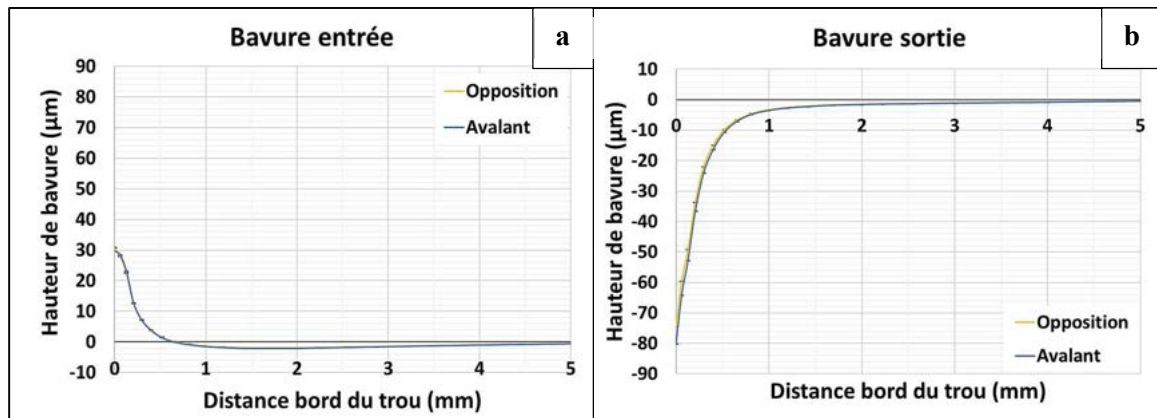 Bavure entrée
a
90
80
70
60
50
40
30
20
10
0
-10
Hauteur de bavure (µm)
Opposition
Avalant
0 1 2 3 4 5
Distance bord du trou (mm)
Bavure sortie
b
10
0
-10
-20
-30
-40
-50
-60
-70
-80
-90
Hauteur de bavure (µm)
0 1 2 3 4 5
Opposition
Avalant
Distance bord du trou (mm)